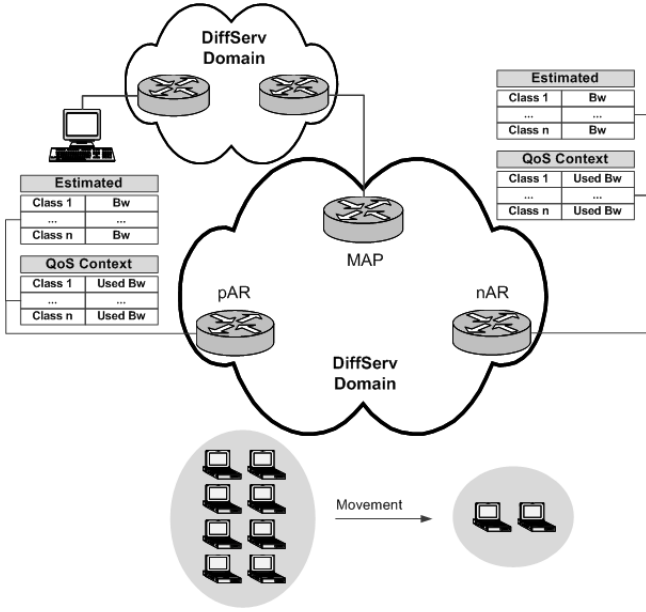 DiffServ
Domain
Estimated
Class 1 Bw
... ...
Class n Bw
QoS Context
Class 1 Used Bw
... ...
Class n Used Bw
Estimated
Class 1 Bw
... ...
Class n Bw
QoS Context
Class 1 Used Bw
... ...
Class n Used Bw
MAP
pAR
nAR
DiffServ
Domain
Movement